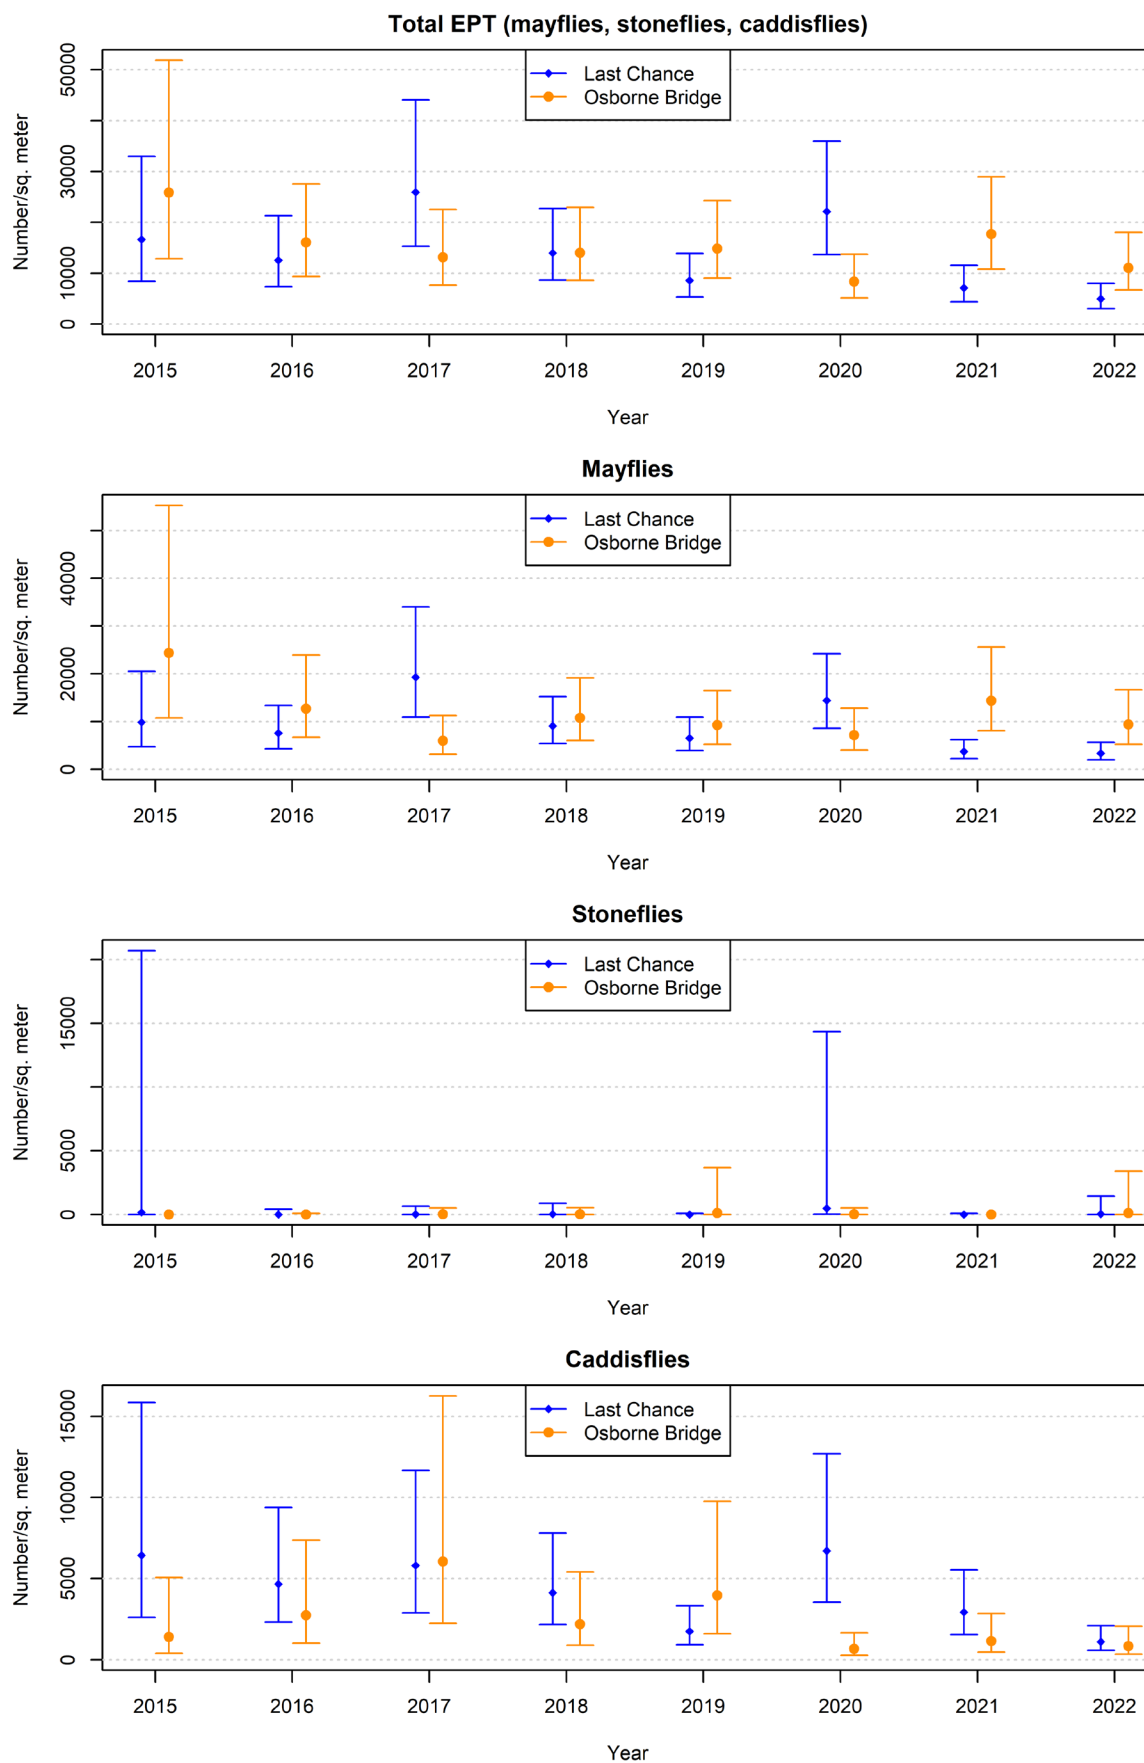 Total EPT (mayflies, stoneflies, caddisflies)
Number/sq. meter
50000
30000
10000
0
Last Chance
Osborne Bridge
2015 2016 2017 2018 2019 2020 2021 2022
Year
Mayflies
Number/sq. meter
40000
20000
0
Last Chance
Osborne Bridge
2015 2016 2017 2018 2019 2020 2021 2022
Year
Stoneflies
Number/sq. meter
15000
5000
0
Last Chance
Osborne Bridge
2015 2016 2017 2018 2019 2020 2021 2022
Year
Caddisflies
Number/sq. meter
15000
10000
5000
0
Last Chance
Osborne Bridge
2015 2016 2017 2018 2019 2020 2021 2022
Year